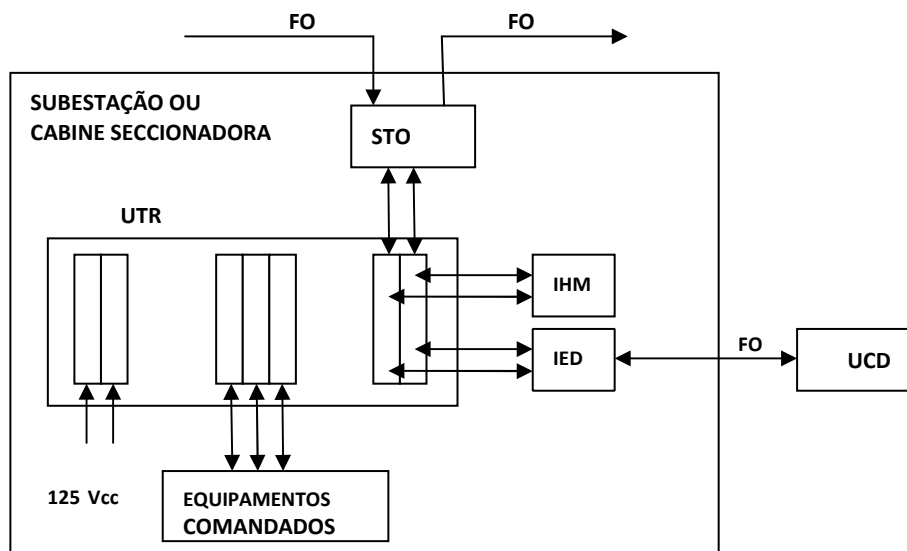 FO
FO
SUBESTAÇÃO OU
CABINE SECCIONADORA
STO
UTR
IHM
IED
FO
UCD
125 Vcc
EQUIPAMENTOS
COMANDADOS